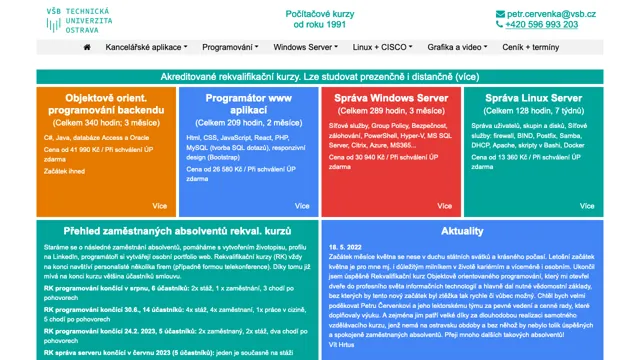 VŠB TECHNICKÁ
UNIVERZITA
OSTRAVA
Počítačové kurzy
od roku 1991
petr.cervenka@vsb.cz
+420 596 993 203
Kancelářské aplikace
Programování
Windows Server
Linux + CISCO
Grafika a video
Ceník + termíny
Akreditované rekvalifikační kurzy. Lze studovat prezenčně i distančně (více)
Objektově orient.
programování backendu
(Celkem 340 hodin; 3 měsíce)
C#, Java, databáze Access a Oracle
Cena od 41 990 Kč / Při schválení ÚP
zdarma
Začátek ihned
Více
Programátor www
aplikací
(Celkem 209 hodin, 2 měsíce)
Html, CSS, JavaScript, React, PHP,
MySQL (tvorba SQL dotazů), responzivní
design (Bootstrap)
Cena od 26 580 Kč / Při schválení ÚP
zdarma
Více
Správa Windows Server
(Celkem 289 hodin, 3 měsíce)
Síťové služby, Group Policy, Bezpečnost,
zálohování, PowerShell, Hyper-V, MS SQL
Server, Citrix, Azure, MS365...
Cena od 30 940 Kč / Při schválení ÚP
zdarma
Více
Správa Linux Server
(Celkem 128 hodin, 7 týdnů)
Správa uživatelů, skupin a disků, Síťové
služby: firewall, BIND, Postfix, Samba,
DHCP, Apache, skripty v Bashi, Docker
Cena od 13 360 Kč / Při schválení ÚP
zdarma
Více
Přehled zaměstnaných absolventů rekval. kurzů
Staráme se o následné zaměstnání absolventů, pomáháme s vytvořením životopisu, profilu
na LinkedIn, programátoři si vytvářejí osobní portfolio web. Rekvalifikační kurzy (RK) vždy
na konci navštíví personalisté několika firem (případně formou telekonference). Díky tomu již
mívá na konci kurzu většina účastníků smlouvu.
RK programování končící v srpnu, 6 účastníků: 2x stáž, 1 x zaměstnání, 3 chodí po
pohovorech
RK programování končící 30.8., 14 účastníků: 4x stáž, 4x zaměstnaní, 1x práce v cizině,
5 chodí po pohovorech
RK programování končící 24.2. 2023, 5 účastníků: 2x zaměstnaný, 2x stáž, dva chodí po
pohovorech
RK správa serveru končící v červnu 2023 (5 účastníků): jeden je současně na stáži
Aktuality
18. 5. 2022
Začátek měsíce května se nese v duchu státních svátků a krásného počasí. Letošní začátek
května je pro mne mj. i důležitým milníkem v životě kariérním a víceméně i osobním. Ukončil
jsem úspěšně Rekvalifikační kurz Objektově orientovaného programování, který mi otevřel
dveře do profesního světa informačních technologií a hlavně dal nutné vědomostní základy,
bez kterých by tento nový začátek byl ztěžka tak rychle či vůbec možný. Chtěl bych velmi
poděkovat Petru Červenkovi a jeho lektorskému týmu za pevné vedení a cenné rady, které
doplňovaly výuku. A zejména jim patří velké díky za dlouhodobou realizaci samotného
vzdělávacího kurzu, jenž nemá na ostravsku obdoby a bez něhož by nebylo tolik úspěšných
a spokojeně zaměstnaných absolventů. Přeji mnoho dalších takových absolventů!
Vít Hrtus